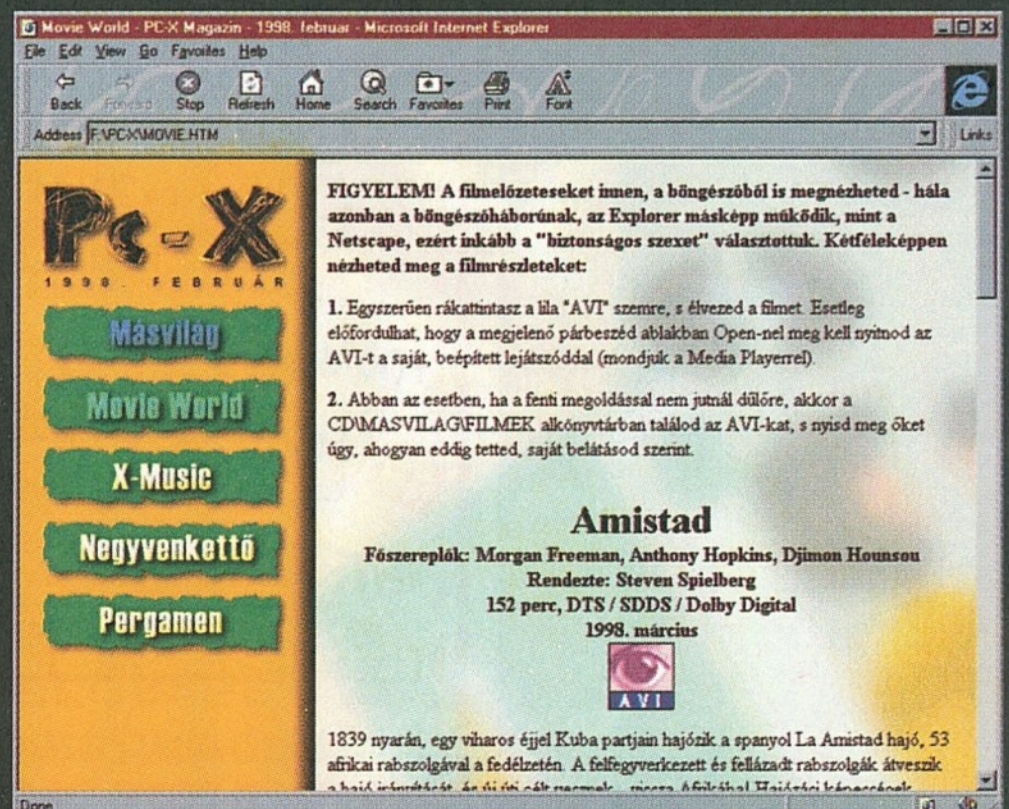 Movie World - PC-X Magazin - 1998. februar - Microsoft Internet Explorer
File Edit View Go Favorites Help
Back Forward Stop Refresh Home Search Favorites Print Font
Address F:\PC-X\MOVIE.HTM Links
Pc-X
1998. FEBRUÁR
Másvilág
Movie World
X-Music
Negyvenkettő
Pergamen
FIGYELEM! A filmelőzeteseket innen, a böngészőből is megnézheted - hála
azonban a böngészőháborúnak, az Explorer másképp működik, mint a
Netscape, ezért inkább a "biztonságos szexet" választottuk. Kétféleképpen
nézheted meg a filmrészleteket:
1. Egyszerűen rákattintasz a lila "AVI" szemre, s élvezed a filmet. Esetleg
előfordulhat, hogy a megjelenő párbeszéd ablakban Open-nel meg kell nyitnod az
AVI-t a saját, beépített lejátszóddal (mondjuk a Media Playerrel).
2. Abban az esetben, ha a fenti megoldással nem jutnál dűlőre, akkor a
CD\MASVILAG\FILMEK alkönyvtárban találod az AVI-kat, s nyisd meg őket
úgy, ahogyan eddig tetted, saját belátásod szerint.
Amistad
Főszereplők: Morgan Freeman, Anthony Hopkins, Djimon Hounsou
Rendezte: Steven Spielberg
152 perc, DTS / SDDS / Dolby Digital
1998. március
AVI
1839 nyarán, egy viharos éjjel Kuba partjain hajózik a spanyol La Amistad hajó, 53
afrikai rabszolgával a fedélzetén. A felfegyverkezett és fellázadt rabszolgák átveszik
a hajó irányítását, és új úti célt
Done